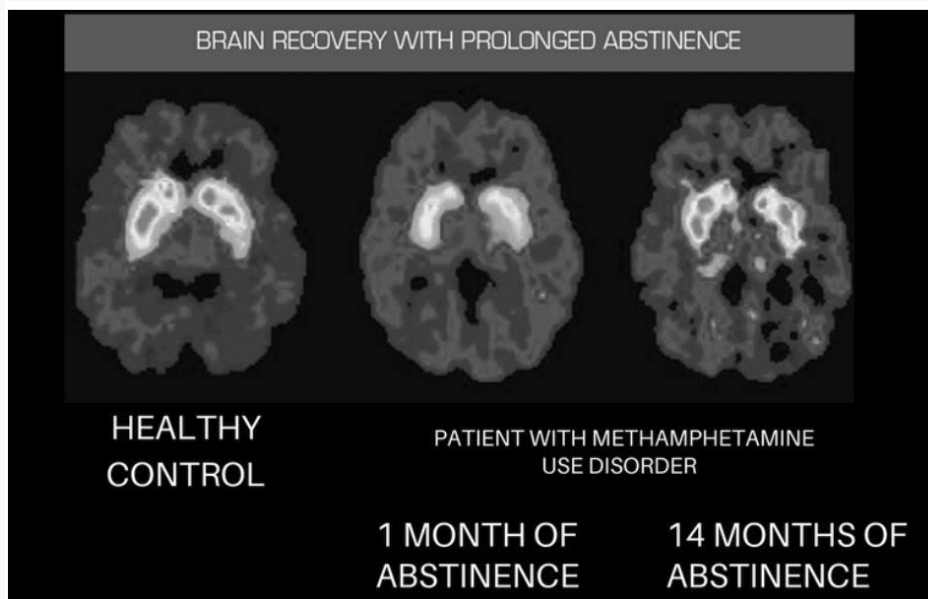 BRAIN RECOVERY WITH PROLONGED ABSTINENCE
HEALTHY
CONTROL
PATIENT WITH METHAMPHETAMINE
USE DISORDER
1 MONTH OF
ABSTINENCE
14 MONTHS OF
ABSTINENCE